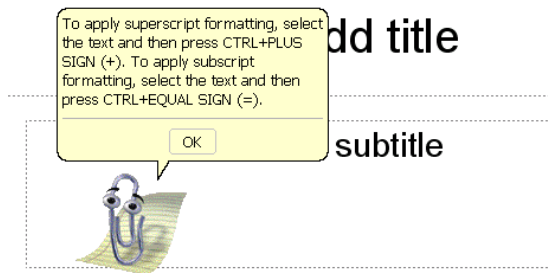 To apply superscript formatting, select
the text and then press CTRL+PLUS
SIGN (+). To apply subscript
formatting, select the text and then
press CTRL+EQUAL SIGN (=).
OK
dd title
subtitle